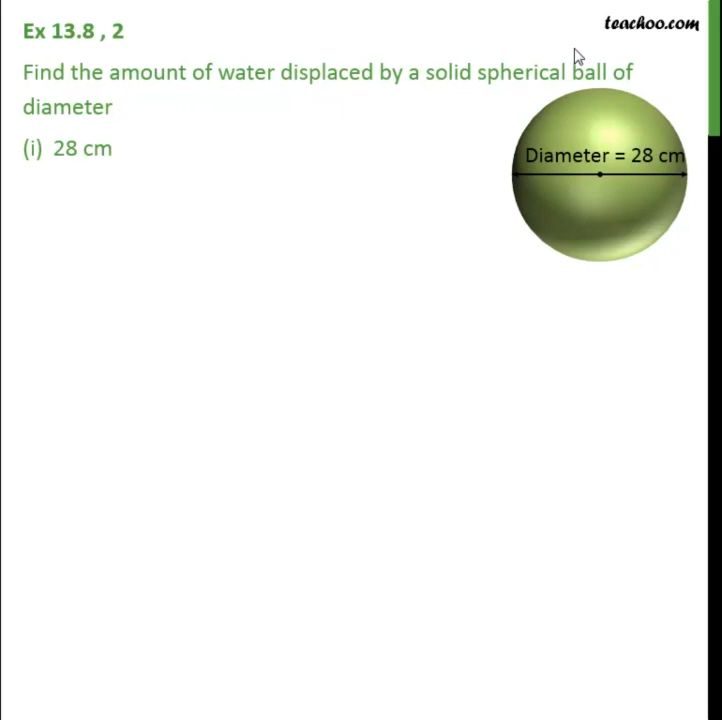 teachoo.com
Ex 13.8 , 2
Find the amount of water displaced by a solid spherical ball of
diameter
(i) 28 cm
Diameter = 28 cm